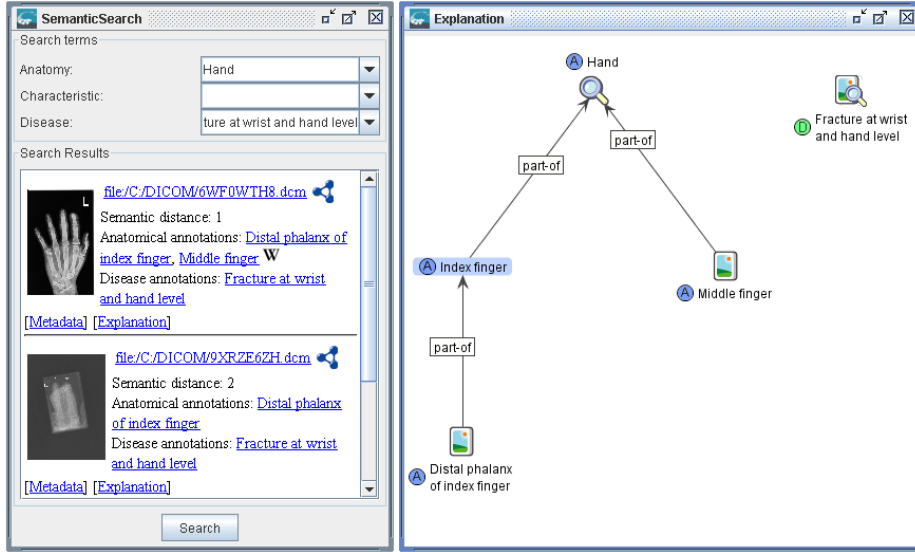 SemanticSearch
Search terms
Anatomy:
Hand
Characteristic:
Disease:
ture at wrist and hand level
Search Results
L
file:/C:/DICOM/6WF0WTH8.dcm
Semantic distance: 1
Anatomical annotations: Distal phalanx of
index finger, Middle finger W
Disease annotations: Fracture at wrist
and hand level
[Metadata] [Explanation]
file:/C:/DICOM/9XRZE6ZH.dcm
Semantic distance: 2
Anatomical annotations: Distal phalanx
of index finger
Disease annotations: Fracture at wrist
and hand level
[Metadata] [Explanation]
Search
Explanation
A Hand
D Fracture at wrist
and hand level
part-of
part-of
A Index finger
A Middle finger
part-of
A Distal phalanx
of index finger